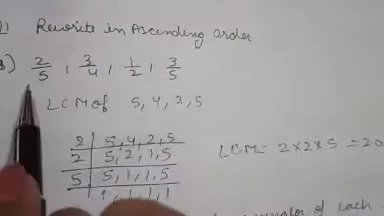 Rewrite in Ascending Order
2/5, 3/4, 1/2, 3/5
LCM of 5, 4, 2, 5
2 | 5, 4, 2, 5
2 | 5, 2, 1, 5
LCM = 2×2×5 = 20
5 | 5, 1, 1, 5
1, 1, 1, 1
of each